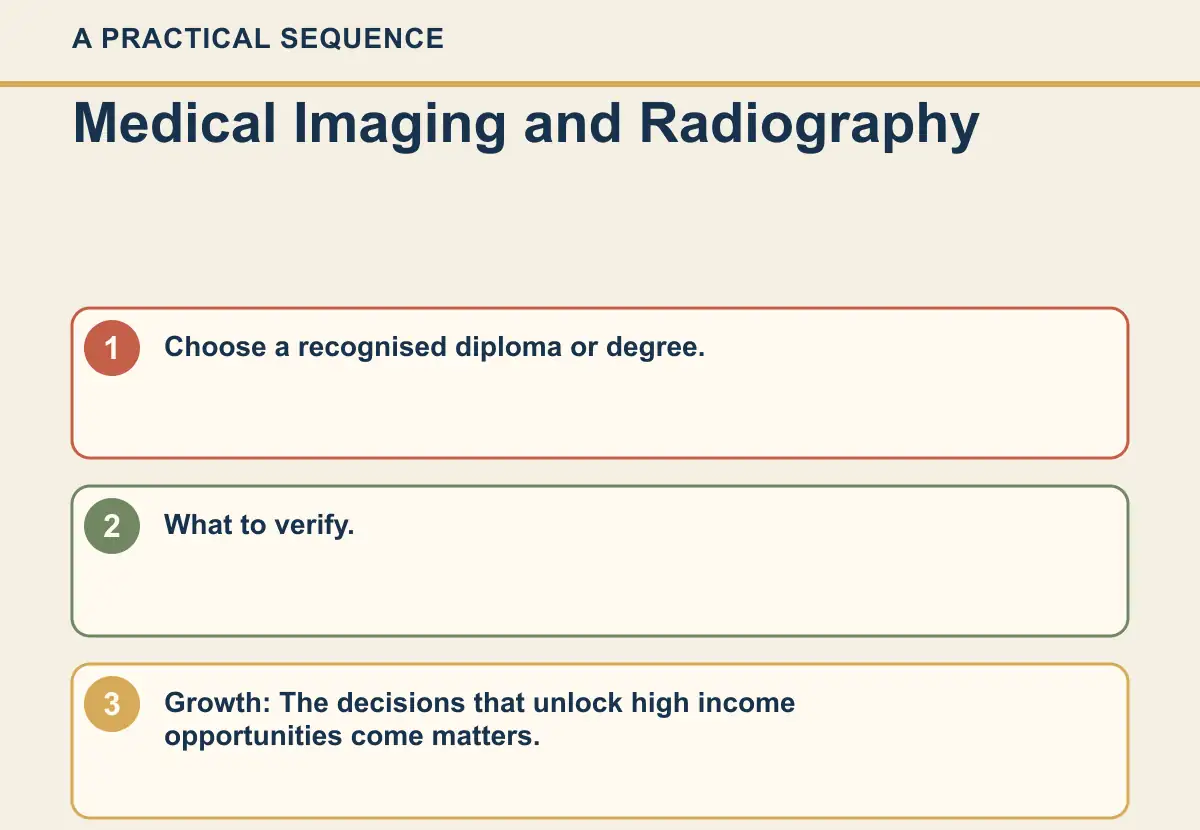 A PRACTICAL SEQUENCE
Medical Imaging and Radiography
1
Choose a recognised diploma or degree.
2
What to verify.
3
Growth: The decisions that unlock high income
opportunities come matters.